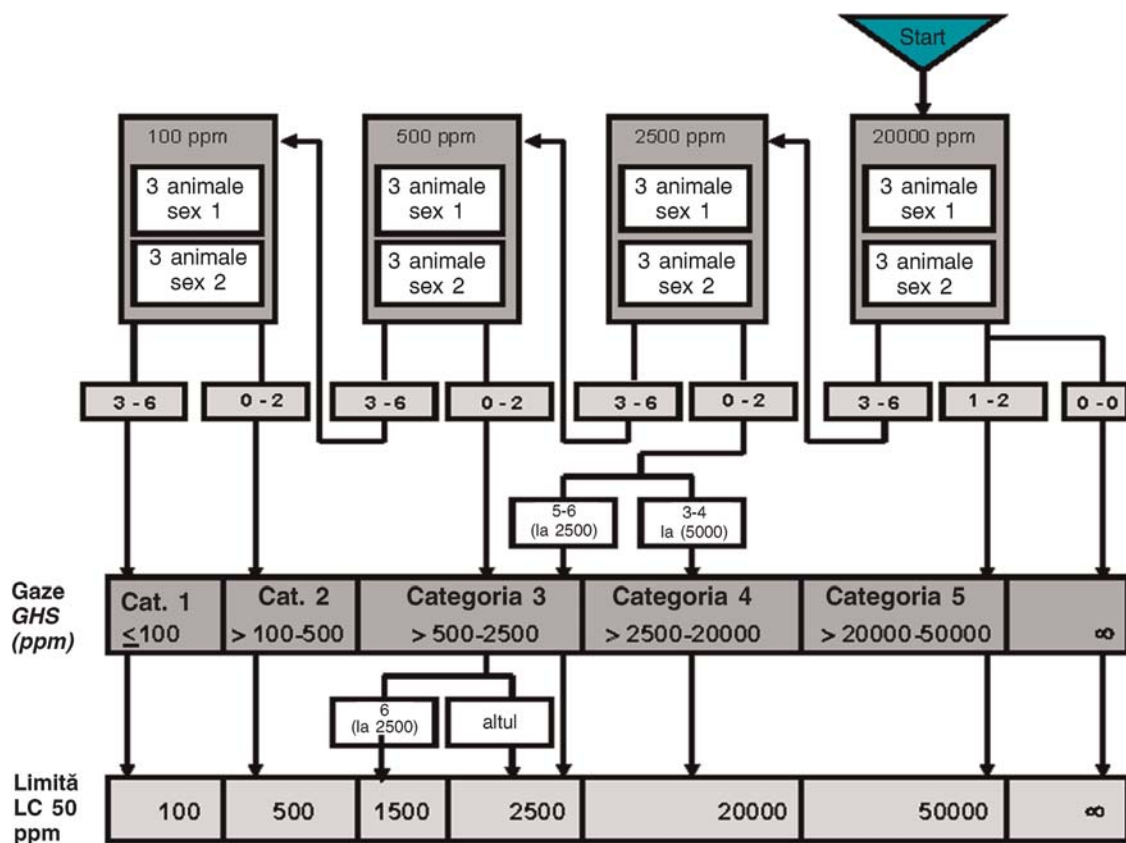 Start
100 ppm
3 animale
sex 1
3 animale
sex 2
500 ppm
3 animale
sex 1
3 animale
sex 2
2500 ppm
3 animale
sex 1
3 animale
sex 2
20000 ppm
3 animale
sex 1
3 animale
sex 2
3 - 6
0 - 2
3 - 6
0 - 2
3 - 6
0 - 2
3 - 6
1 - 2
0 - 0
5-6
(la 2500)
3-4
la (5000)
Gaze
GHS
(ppm)
Cat. 1
≤100
Cat. 2
> 100-500
Categoria 3
> 500-2500
Categoria 4
> 2500-20000
Categoria 5
> 20000-50000
∞
6
(la 2500)
altul
Limită
LC 50
ppm
100
500
1500
2500
20000
50000
∞